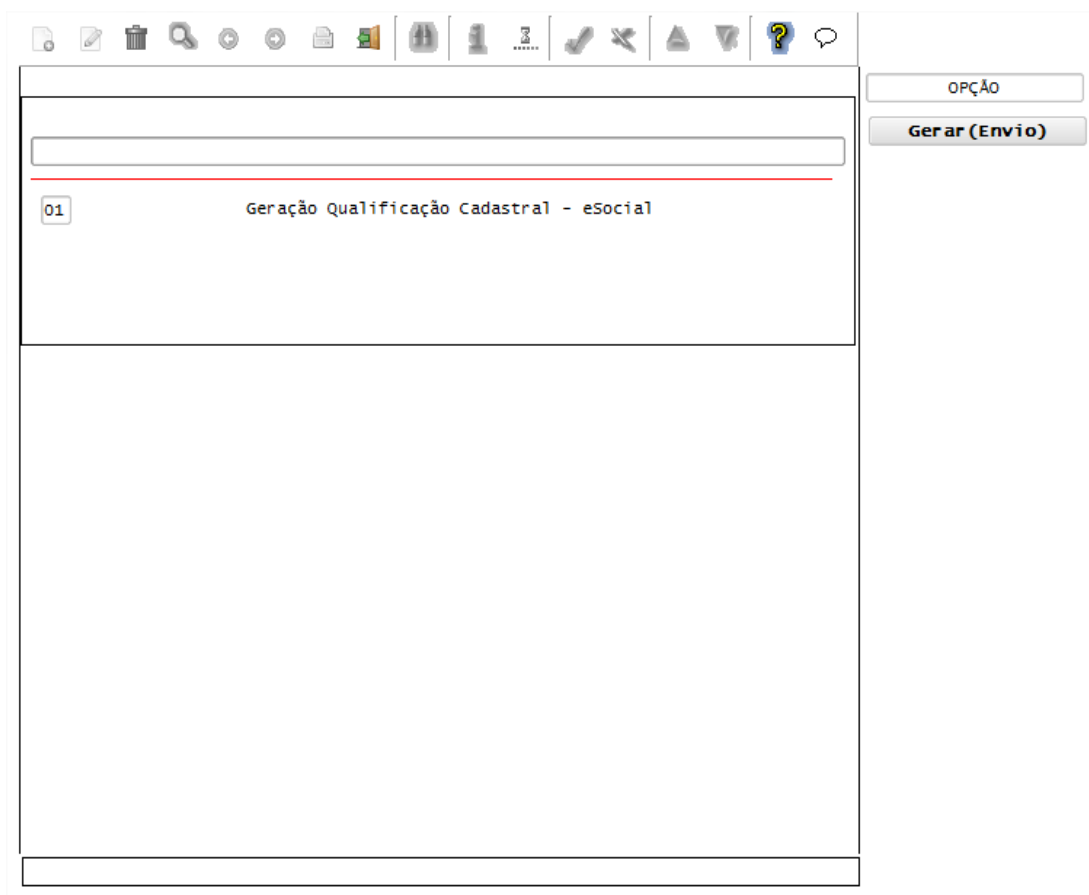 OPÇÃO
Gerar(Envio)
01 Geração Qualificação Cadastral - eSocial